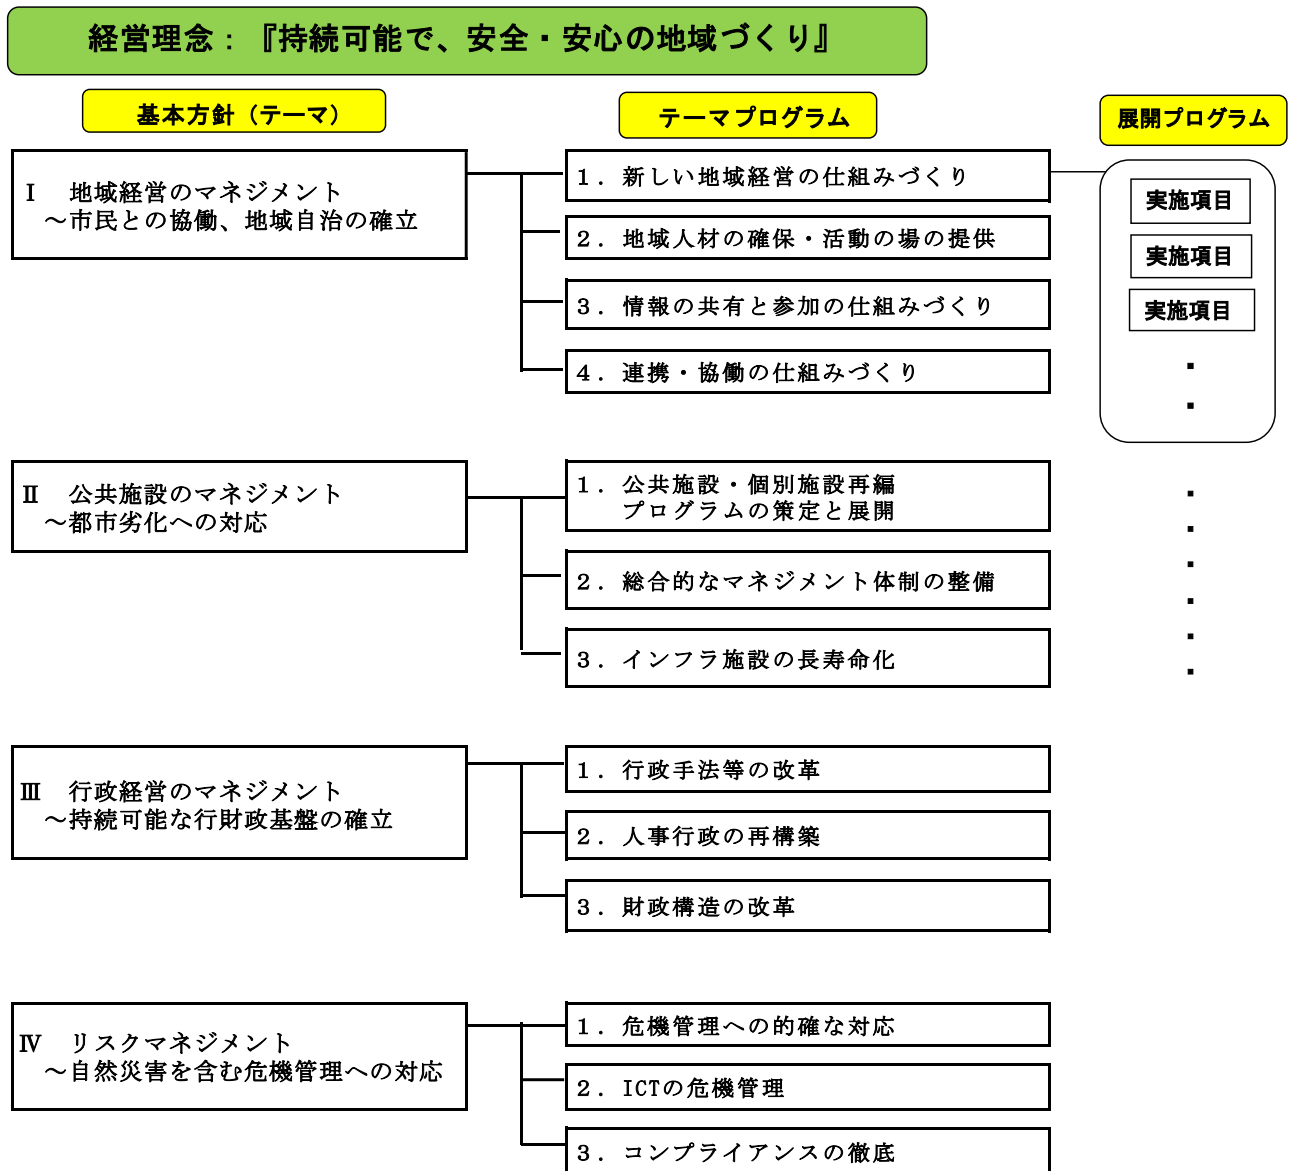 経営理念：『持続可能で、安全・安心の地域づくり』
基本方針（テーマ）
テーマプログラム
展開プログラム
Ⅰ　地域経営のマネジメント
～市民との協働、地域自治の確立
１．新しい地域経営の仕組みづくり
２．地域人材の確保・活動の場の提供
３．情報の共有と参加の仕組みづくり
４．連携・協働の仕組みづくり
実施項目
実施項目
実施項目
・
・
Ⅱ　公共施設のマネジメント
～都市劣化への対応
１．公共施設・個別施設再編
プログラムの策定と展開
２．総合的なマネジメント体制の整備
３．インフラ施設の長寿命化
・
・
・
・
・
・
Ⅲ　行政経営のマネジメント
～持続可能な行財政基盤の確立
１．行政手法等の改革
２．人事行政の再構築
３．財政構造の改革
Ⅳ　リスクマネジメント
～自然災害を含む危機管理への対応
１．危機管理への的確な対応
２．ICTの危機管理
３．コンプライアンスの徹底